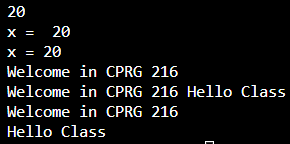 20
x =  20
x = 20
Welcome in CPRG 216
Welcome in CPRG 216 Hello Class
Welcome in CPRG 216
Hello Class